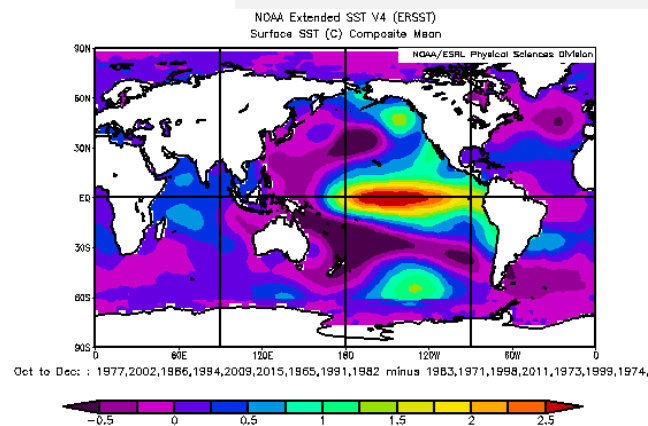 NOAA Extended SST V4 (ERSST)
Surface SST (C) Composite Mean
NOAA/ESRL Physical Sciences Division
90N
60N
30N
EQ
30S
60S
90S
0 60E 120E 180 120W 60W 0
Oct to Dec: : 1977,2002,1986,1994,2009,2015,1965,1991,1982 minus 1983,1971,1998,2011,1973,1999,1974,
-0.5 0 0.5 1 1.5 2 2.5